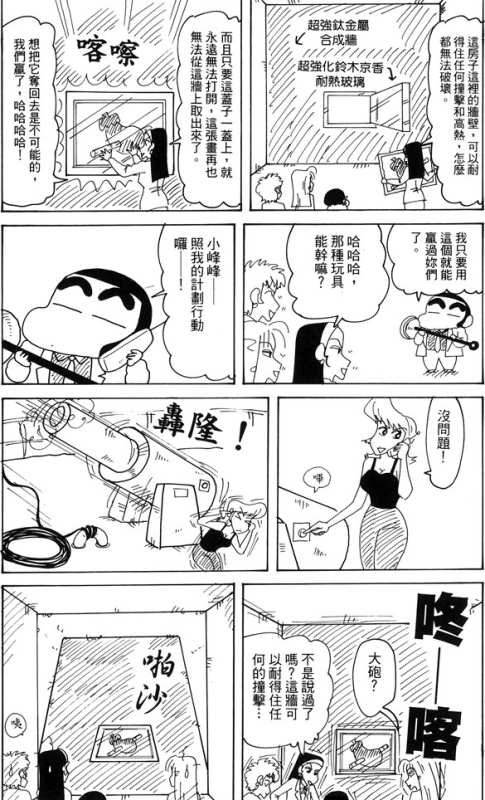 這房子這裡的牆壁，可以耐
得住任何撞擊和高熱，怎麼
都無法破壞。
超強鈦金屬
合成牆
超強化鈴木京香
耐熱玻璃
而且只要這蓋子一蓋上，就
永遠無法打開，這張畫再也
無法從這牆上取出來了。
喀嚓
想把它奪回去是不可能的，
我們贏了，哈哈哈哈！
我只要用
這個就能
贏過妳們
了。
哈哈哈，
那種玩具
能幹嘛？
小峰峰——
照我的計劃行動
囉——！
沒問題！
轟隆！
咚——喀
大砲？
不是說過了
嗎？這牆可
以耐得住任
何的撞擊…
啪
沙
咦